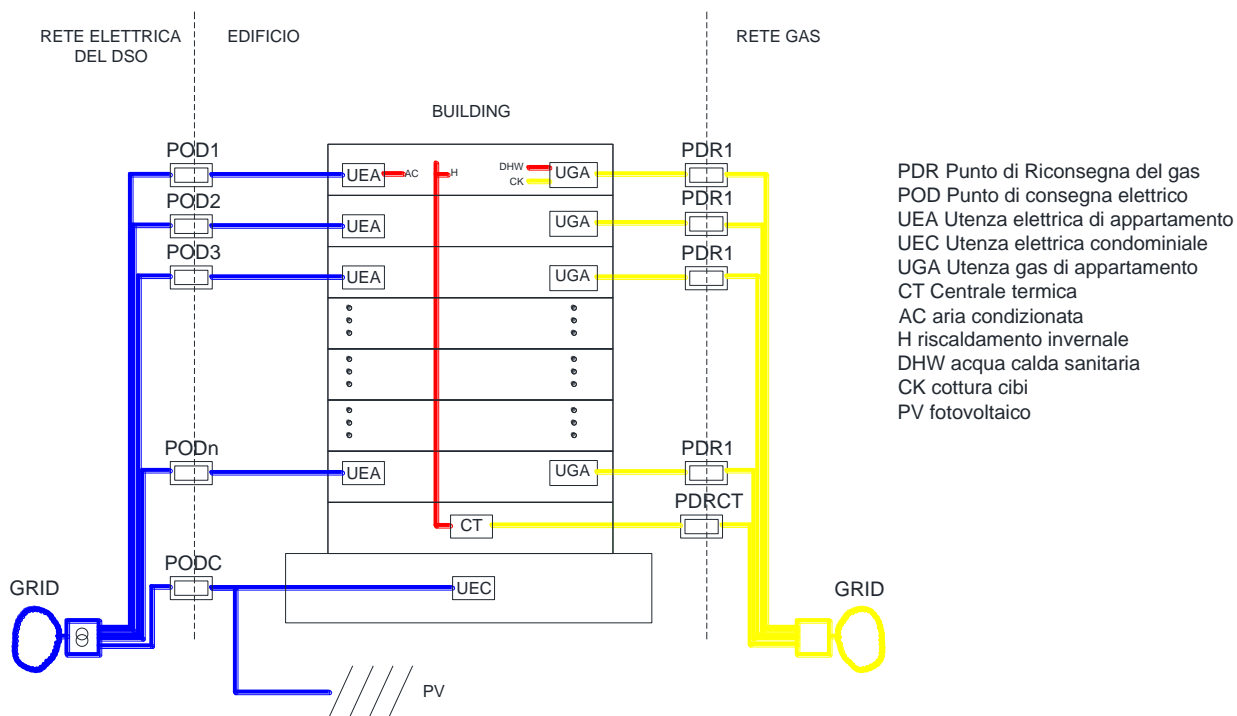 RETE ELETTRICA
DEL DSO
EDIFICIO
RETE GAS
BUILDING
POD1
UEA
AC
H
DHW
CK
UGA
PDR1
POD2
UEA
UGA
PDR1
POD3
UEA
UGA
PDR1
PODn
UEA
UGA
PDR1
CT
PDRCT
PODC
UEC
GRID
GRID
PV
PDR Punto di Riconsegna del gas
POD Punto di consegna elettrico
UEA Utenza elettrica di appartamento
UEC Utenza elettrica condominiale
UGA Utenza gas di appartamento
CT Centrale termica
AC aria condizionata
H riscaldamento invernale
DHW acqua calda sanitaria
CK cottura cibi
PV fotovoltaico